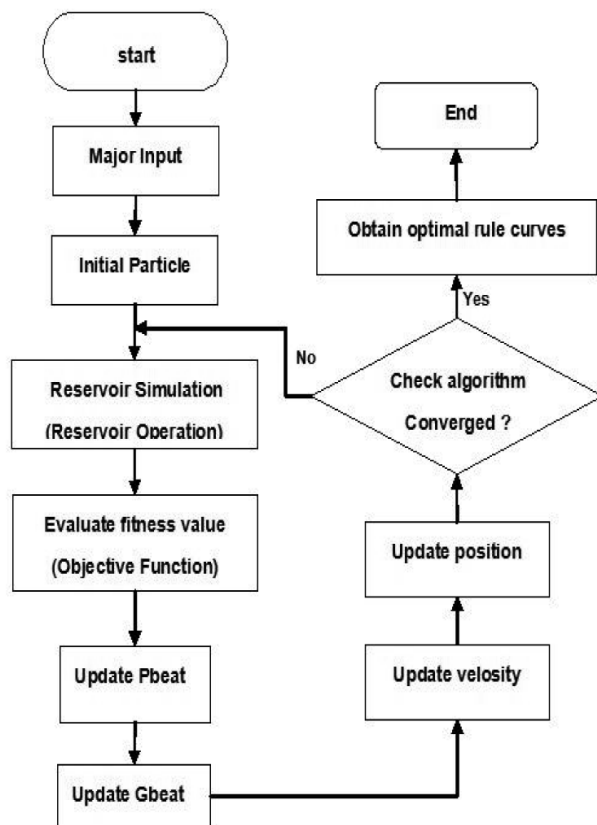 start
Major Input
Initial Particle
Reservoir Simulation
(Reservoir Operation)
Evaluate fitness value
(Objective Function)
Update Pbeat
Update Gbeat
Update velosity
Update position
Check algorithm
Converged ?
No
Yes
Obtain optimal rule curves
End